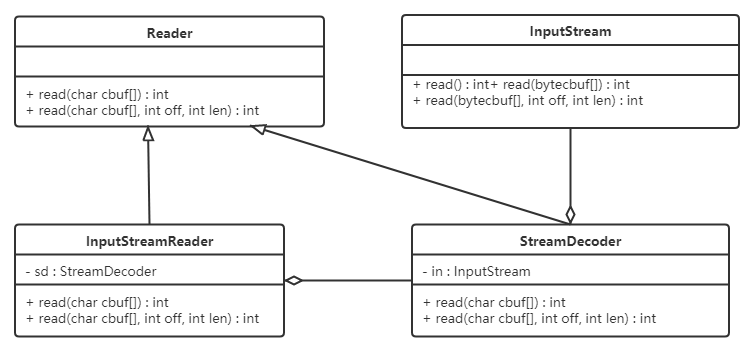 Reader
+ read(char cbuf[]) : int
+ read(char cbuf[], int off, int len) : int
InputStream
+ read() : int+ read(bytecbuf[]) : int
+ read(bytecbuf[], int off, int len) : int
InputStreamReader
- sd : StreamDecoder
+ read(char cbuf[]) : int
+ read(char cbuf[], int off, int len) : int
StreamDecoder
- in : InputStream
+ read(char cbuf[]) : int
+ read(char cbuf[], int off, int len) : int